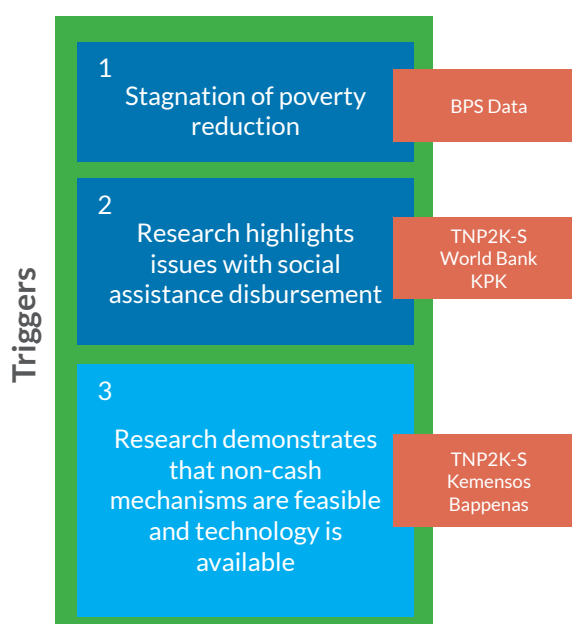 Triggers
1
Stagnation of poverty
reduction
BPS Data
2
Research highlights
issues with social
assistance disbursement
TNP2K-S
World Bank
KPK
3
Research demonstrates
that non-cash
mechanisms are feasible
and technology is
available
TNP2K-S
Kemensos
Bappenas